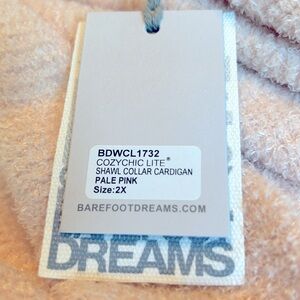 BDWCL1732
COZYCHIC LITE®
SHAWL COLLAR CARDIGAN
PALE PINK
Size:2X
BAREFOOTDREAMS.COM
DREAMS